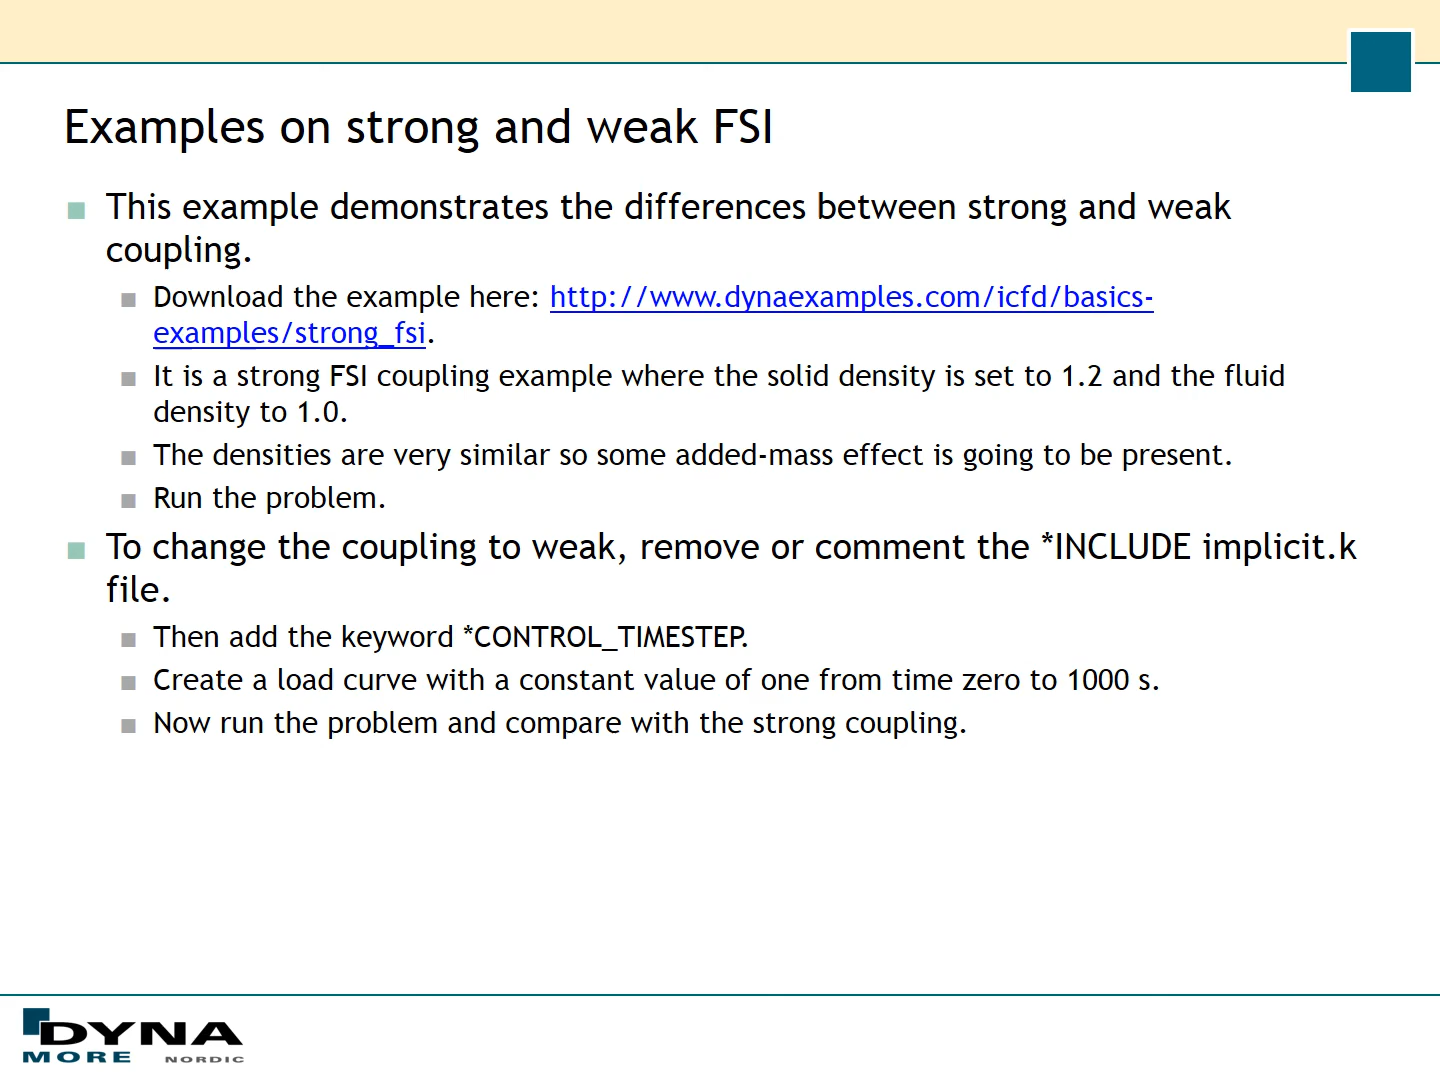 Examples on strong and weak FSI
This example demonstrates the differences between strong and weak
coupling.
Download the example here: http://www.dynaexamples.com/icfd/basics-
examples/strong_fsi.
It is a strong FSI coupling example where the solid density is set to 1.2 and the fluid
density to 1.0.
The densities are very similar so some added-mass effect is going to be present.
Run the problem.
To change the coupling to weak, remove or comment the *INCLUDE implicit.k
file.
Then add the keyword *CONTROL_TIMESTEP.
Create a load curve with a constant value of one from time zero to 1000 s.
Now run the problem and compare with the strong coupling.
DYNA
MORE NORDIC